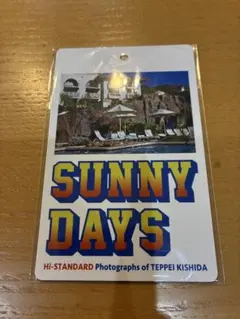 SUNNY
DAYS
Hi-STANDARD Photographs of TEPPEI KISHIDA